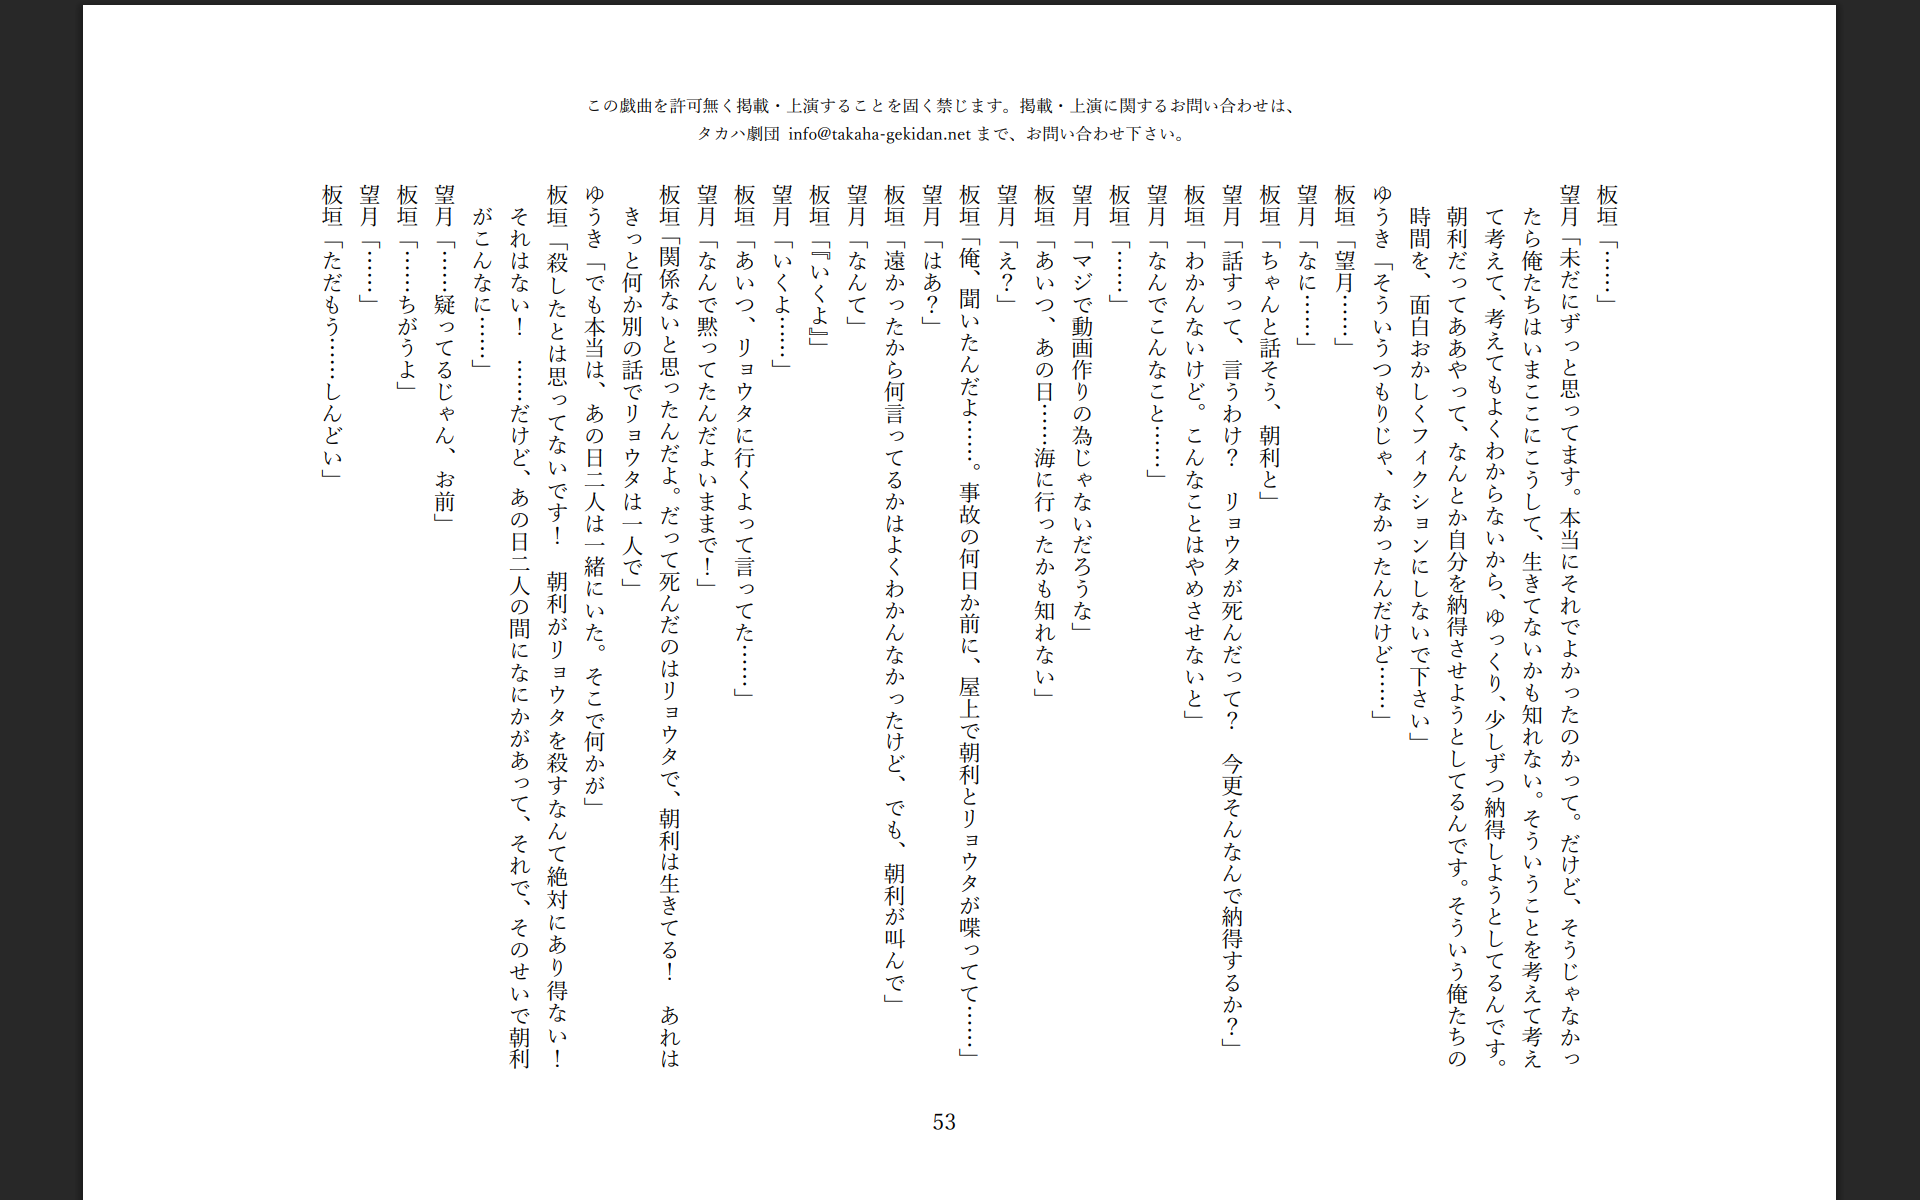 この戯曲を許可無く掲載・上演することを固く禁じます。掲載・上演に関するお問い合わせは、
タカハ劇団 info@takaha-gekidan.net まで、お問い合わせ下さい。
板垣「……」
望月「未だにずっと思ってます。本当にそれでよかったのかって。だけど、そうじゃなかっ
たら俺たちはいまここにこうして、生きてないかも知れない。そういうことを考えて考え
て考えて、考えてもよくわからないから、ゆっくり、少しずつ納得しようとしてるんです。
朝利だってああやって、なんとか自分を納得させようとしてるんです。そういう俺たちの
時間を、面白おかしくフィクションにしないで下さい」
ゆうき「そういうつもりじゃ、なかったんだけど……」
板垣「望月……」
望月「なに……」
板垣「ちゃんと話そう、朝利と」
望月「話すって、言うわけ？　リョウタが死んだって？　今更そんなんで納得するか？」
板垣「わかんないけど。こんなことはやめさせないと」
望月「なんでこんなこと……」
板垣「……」
望月「マジで動画作りの為じゃないだろうな」
板垣「あいつ、あの日……海に行ったかも知れない」
望月「え？」
板垣「俺、聞いたんだよ……。事故の何日か前に、屋上で朝利とリョウタが喋ってて……」
望月「はあ？」
板垣「遠かったから何言ってるかはよくわかんなかったけど、でも、朝利が叫んで」
望月「なんて」
板垣「『いくよ』」
望月「いくよ……」
板垣「あいつ、リョウタに行くよって言ってた……」
望月「なんで黙ってたんだよいままで！」
板垣「関係ないと思ったんだよ。だって死んだのはリョウタで、朝利は生きてる！　あれは
きっと何か別の話でリョウタは一人で」
ゆうき「でも本当は、あの日二人は一緒にいた。そこで何かが」
板垣「殺したとは思ってないです！　朝利がリョウタを殺すなんて絶対にあり得ない！
それはない！　……だけど、あの日二人の間になにかがあって、それで、そのせいで朝利
がこんなに……」
望月「……疑ってるじゃん、お前」
板垣「……ちがうよ」
望月「……」
板垣「ただもう……しんどい」
53